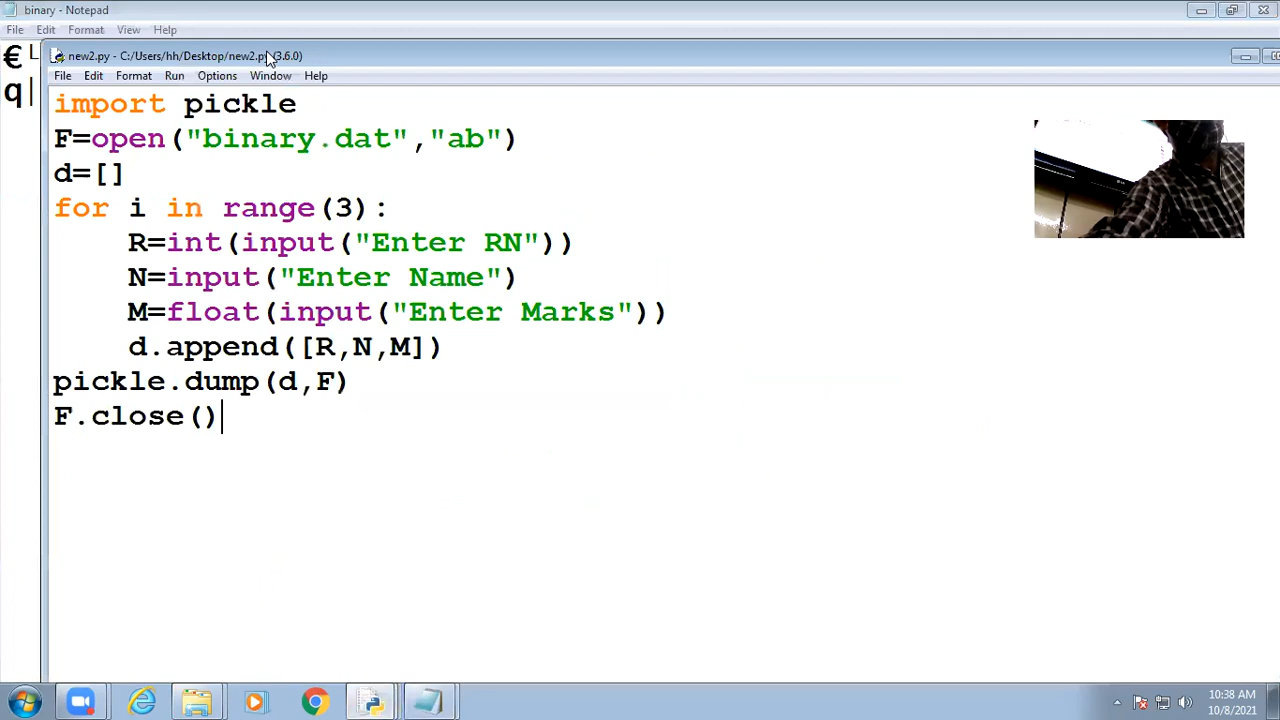 binary - Notepad
File Edit Format View Help
€└
q|
new2.py - C:/Users/hh/Desktop/new2.py (3.6.0)
File Edit Format Run Options Window Help
import pickle
F=open("binary.dat","ab")
d=[]
for i in range(3):
    R=int(input("Enter RN"))
    N=input("Enter Name")
    M=float(input("Enter Marks"))
    d.append([R,N,M])
pickle.dump(d,F)
F.close()
10:38 AM
10/8/2021